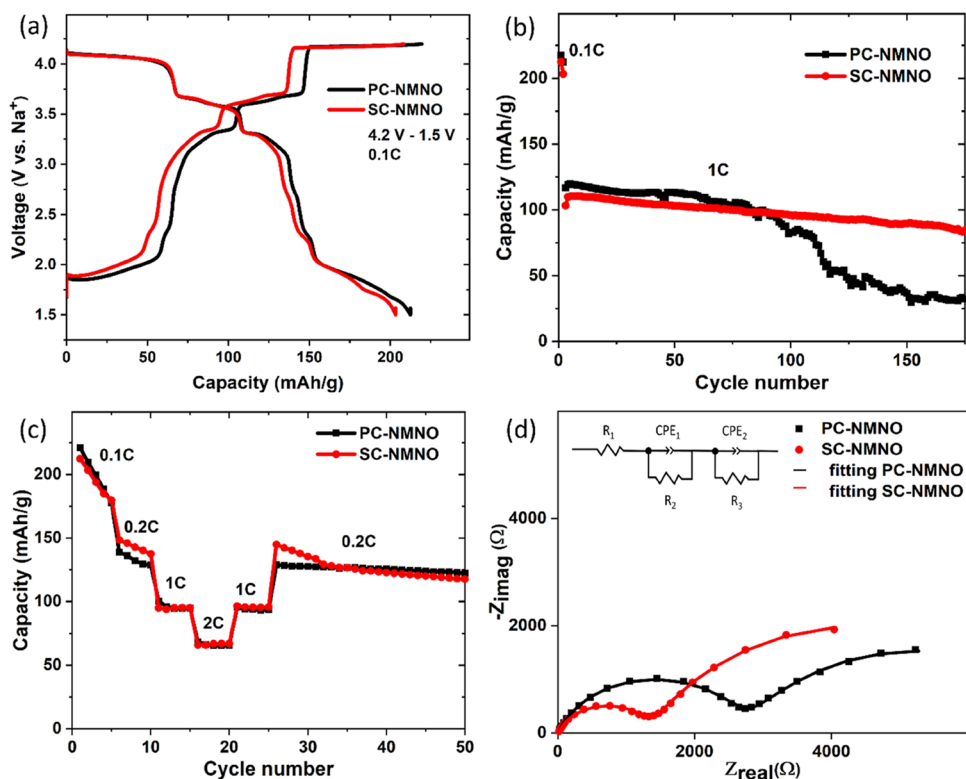 (a)
4.0
3.5
3.0
2.5
2.0
1.5
Voltage (V vs. Na⁺)
PC-NMNO
SC-NMNO
4.2 V - 1.5 V
0.1C
0 50 100 150 200
Capacity (mAh/g)
(b)
200
150
100
50
0
Capacity (mAh/g)
0.1C
PC-NMNO
SC-NMNO
1C
0 50 100 150
Cycle number
(c)
250
200
150
100
50
0
Capacity (mAh/g)
PC-NMNO
SC-NMNO
0.1C
0.2C
1C
2C
1C
0.2C
0 10 20 30 40 50
Cycle number
(d)
4000
2000
0
-Zimag (Ω)
R1 CPE1 CPE2
R2 R3
PC-NMNO
SC-NMNO
fitting PC-NMNO
fitting SC-NMNO
0 2000 4000
Zreal(Ω)